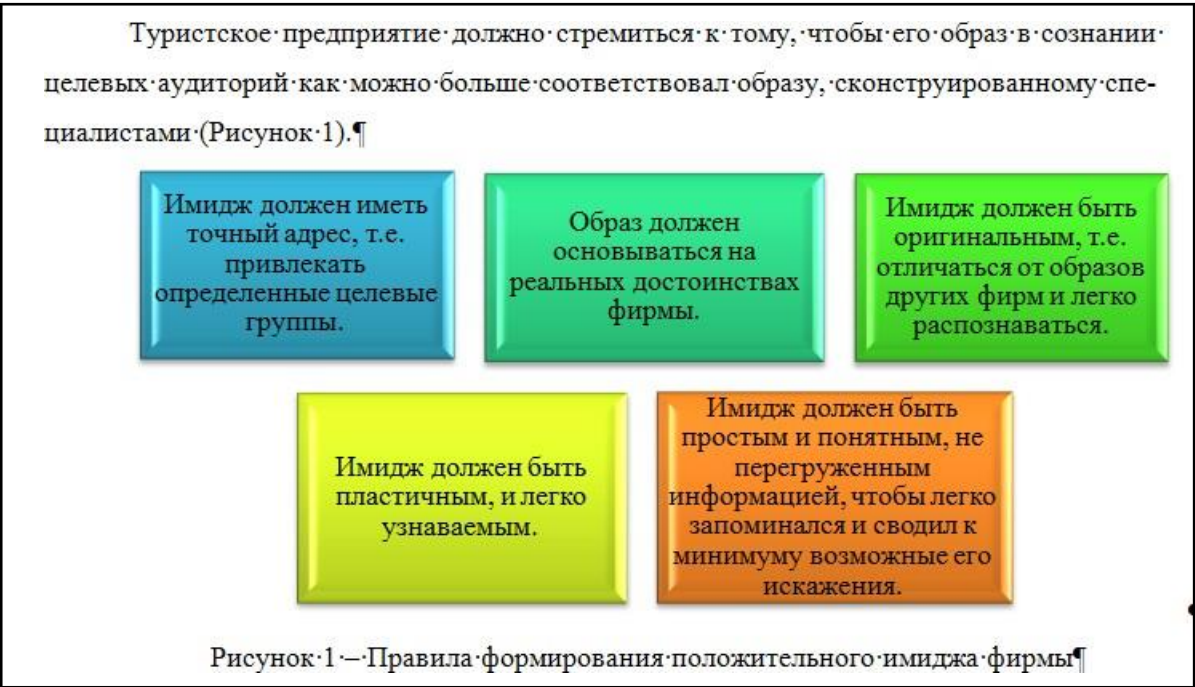 Туристское предприятие должно стремиться к тому, чтобы его образ в сознании
целевых аудиторий как можно больше соответствовал образу, сконструированному спе-
циалистами (Рисунок 1).¶
Имидж должен иметь
точный адрес, т.е.
привлекать
определенные целевые
группы.
Образ должен
основываться на
реальных достоинствах
фирмы.
Имидж должен быть
оригинальным, т.е.
отличаться от образов
других фирм и легко
распознаваться.
Имидж должен быть
пластичным, и легко
узнаваемым.
Имидж должен быть
простым и понятным, не
перегруженным
информацией, чтобы легко
запоминался и сводил к
минимуму возможные его
искажения.
Рисунок 1 – Правила формирования положительного имиджа фирмы¶